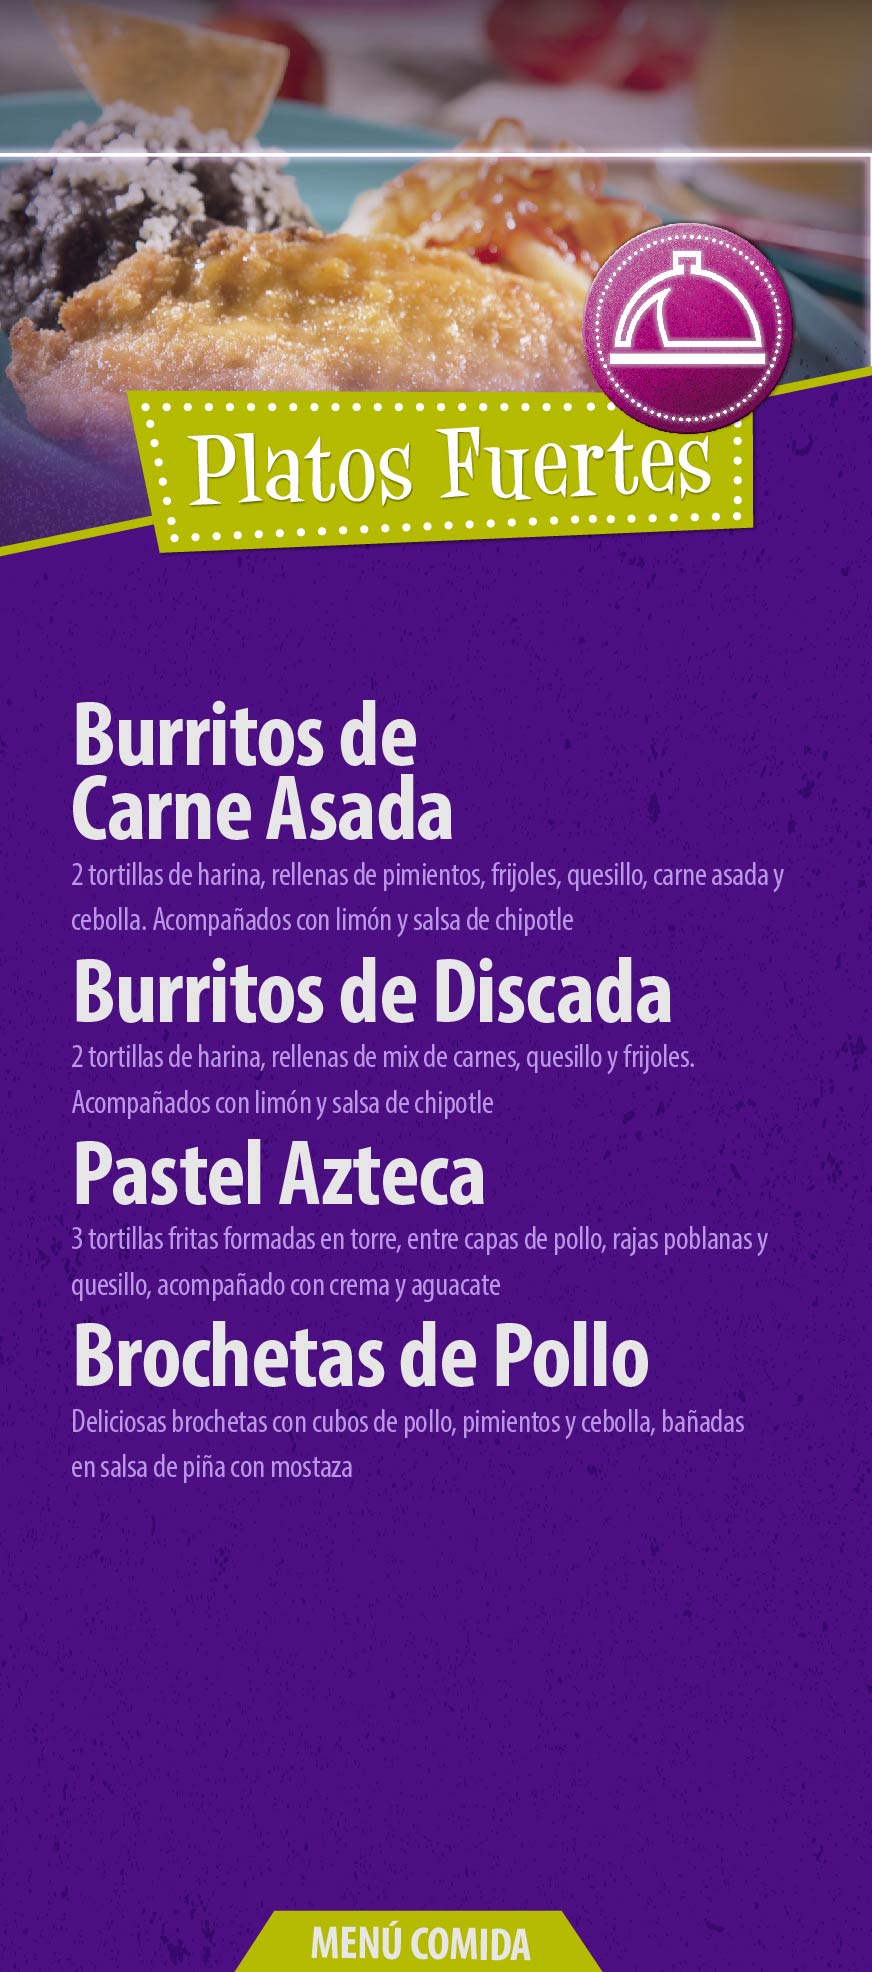 Platos Fuertes
Burritos de
Carne Asada
2 tortillas de harina, rellenas de pimientos, frijoles, quesillo, carne asada y
cebolla. Acompañados con limón y salsa de chipotle
Burritos de Discada
2 tortillas de harina, rellenas de mix de carnes, quesillo y frijoles.
Acompañados con limón y salsa de chipotle
Pastel Azteca
3 tortillas fritas formadas en torre, entre capas de pollo, rajas poblanas y
quesillo, acompañado con crema y aguacate
Brochetas de Pollo
Deliciosas brochetas con cubos de pollo, pimientos y cebolla, bañadas
en salsa de piña con mostaza
MENÚ COMIDA